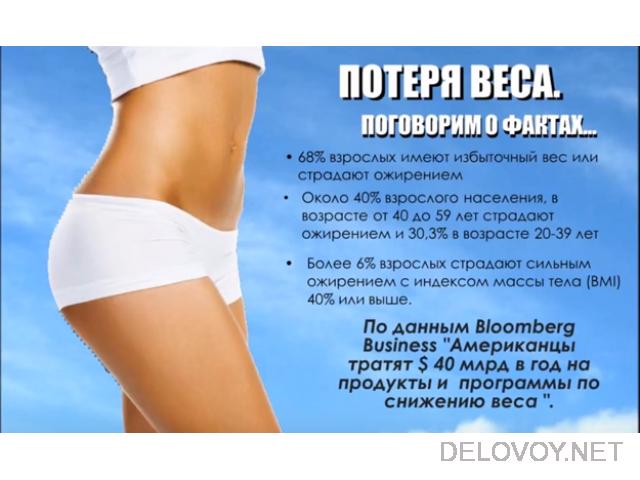 ПОТЕРЯ ВЕСА.
ПОГОВОРИМ О ФАКТАХ...
• 68% взрослых имеют избыточный вес или
страдают ожирением
• Около 40% взрослого населения, в
возрасте от 40 до 59 лет страдают
ожирением и 30,3% в возрасте 20-39 лет
• Более 6% взрослых страдают сильным
ожирением с индексом массы тела (BMI)
40% или выше.
По данным Bloomberg
Business "Американцы
тратят $ 40 млрд в год на
продукты и программы по
снижению веса ".
DELOVOY.NET